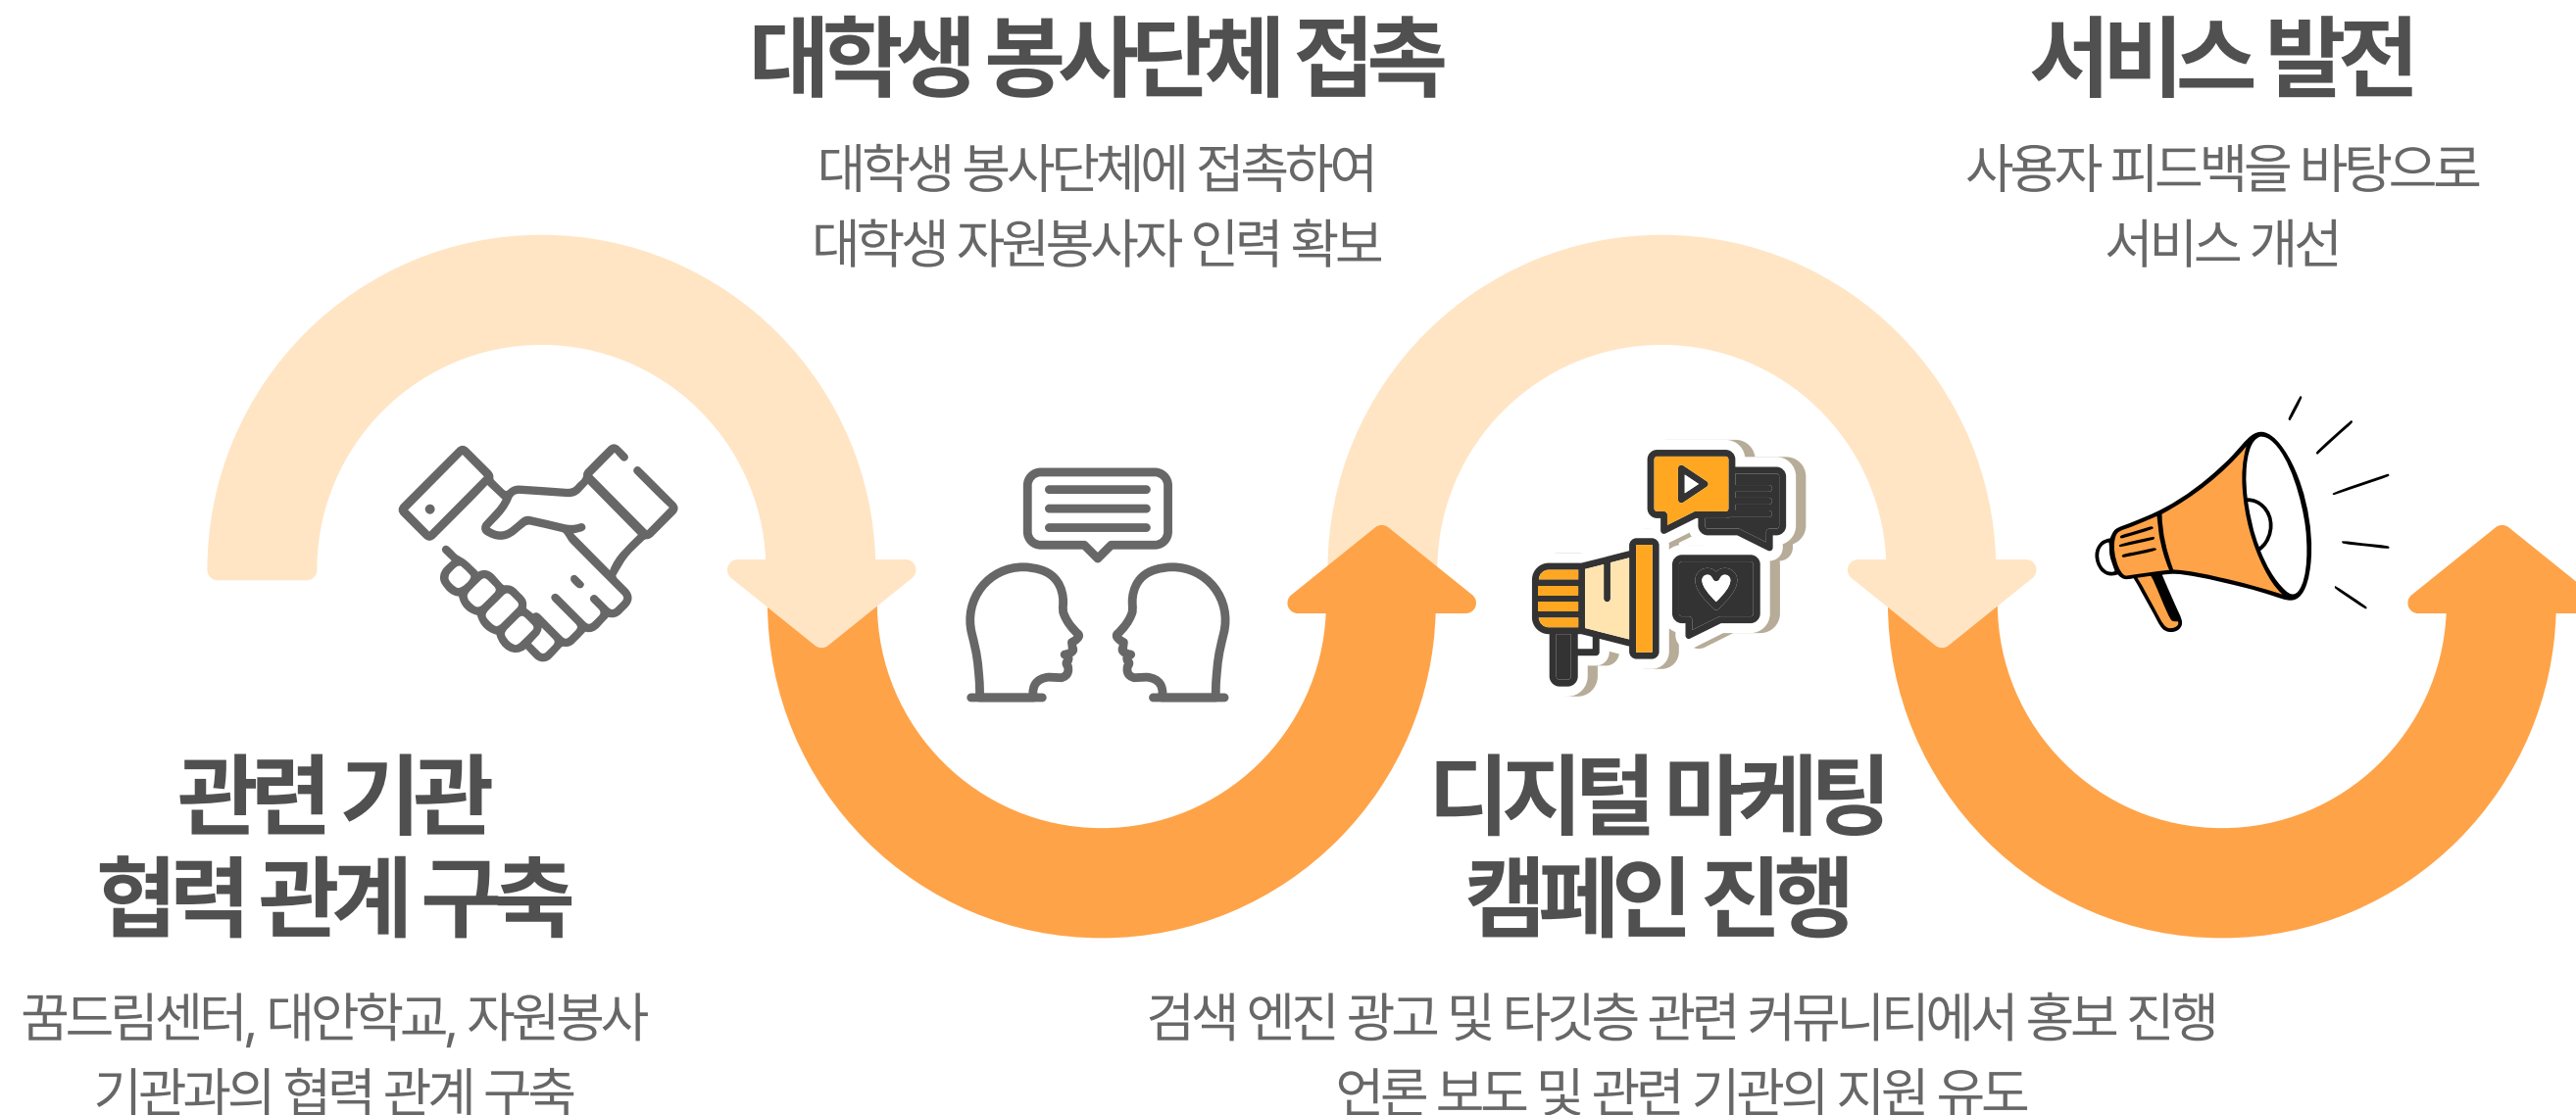 관련 기관
협력 관계 구축
꿈드림센터, 대안학교, 자원봉사
기관과의 협력 관계 구축
대학생 봉사단체 접촉
대학생 봉사단체에 접촉하여
대학생 자원봉사자 인력 확보
디지털 마케팅
캠페인 진행
검색 엔진 광고 및 타깃층 관련 커뮤니티에서 홍보 진행
언론 보도 및 관련 기관의 지원 유도
서비스 발전
사용자 피드백을 바탕으로
서비스 개선